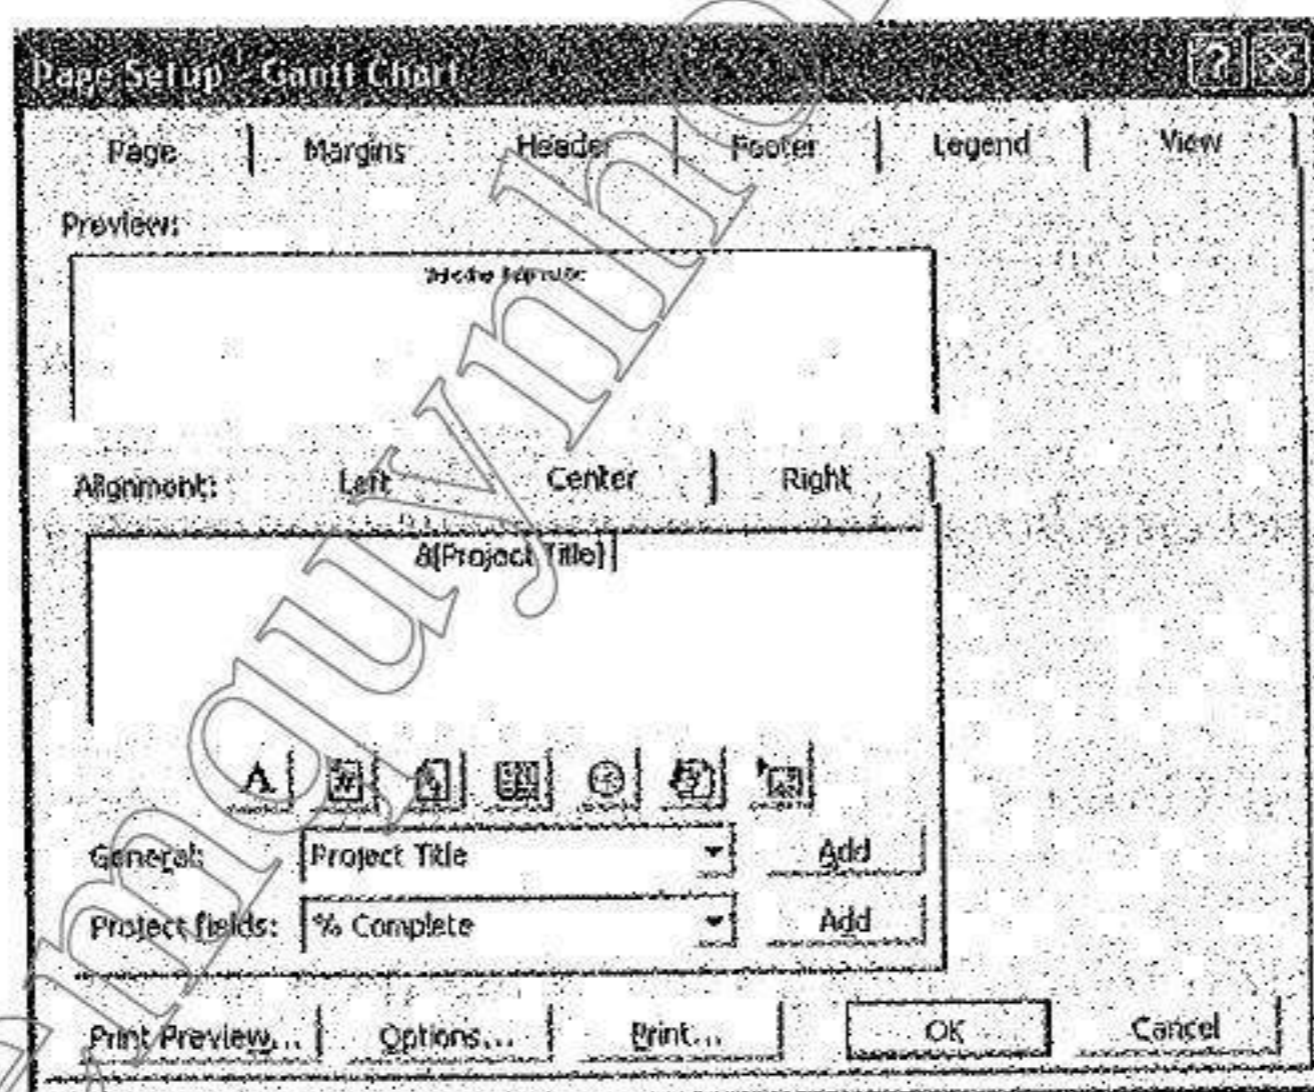 Page Setup - Gantt Chart
Page Margins Header Footer Legend View
Preview:
Alignment: Left Center Right
&[Project Title]
A
General: Project Title Add
Project fields: % Complete Add
Print Preview... Options... Print... OK Cancel